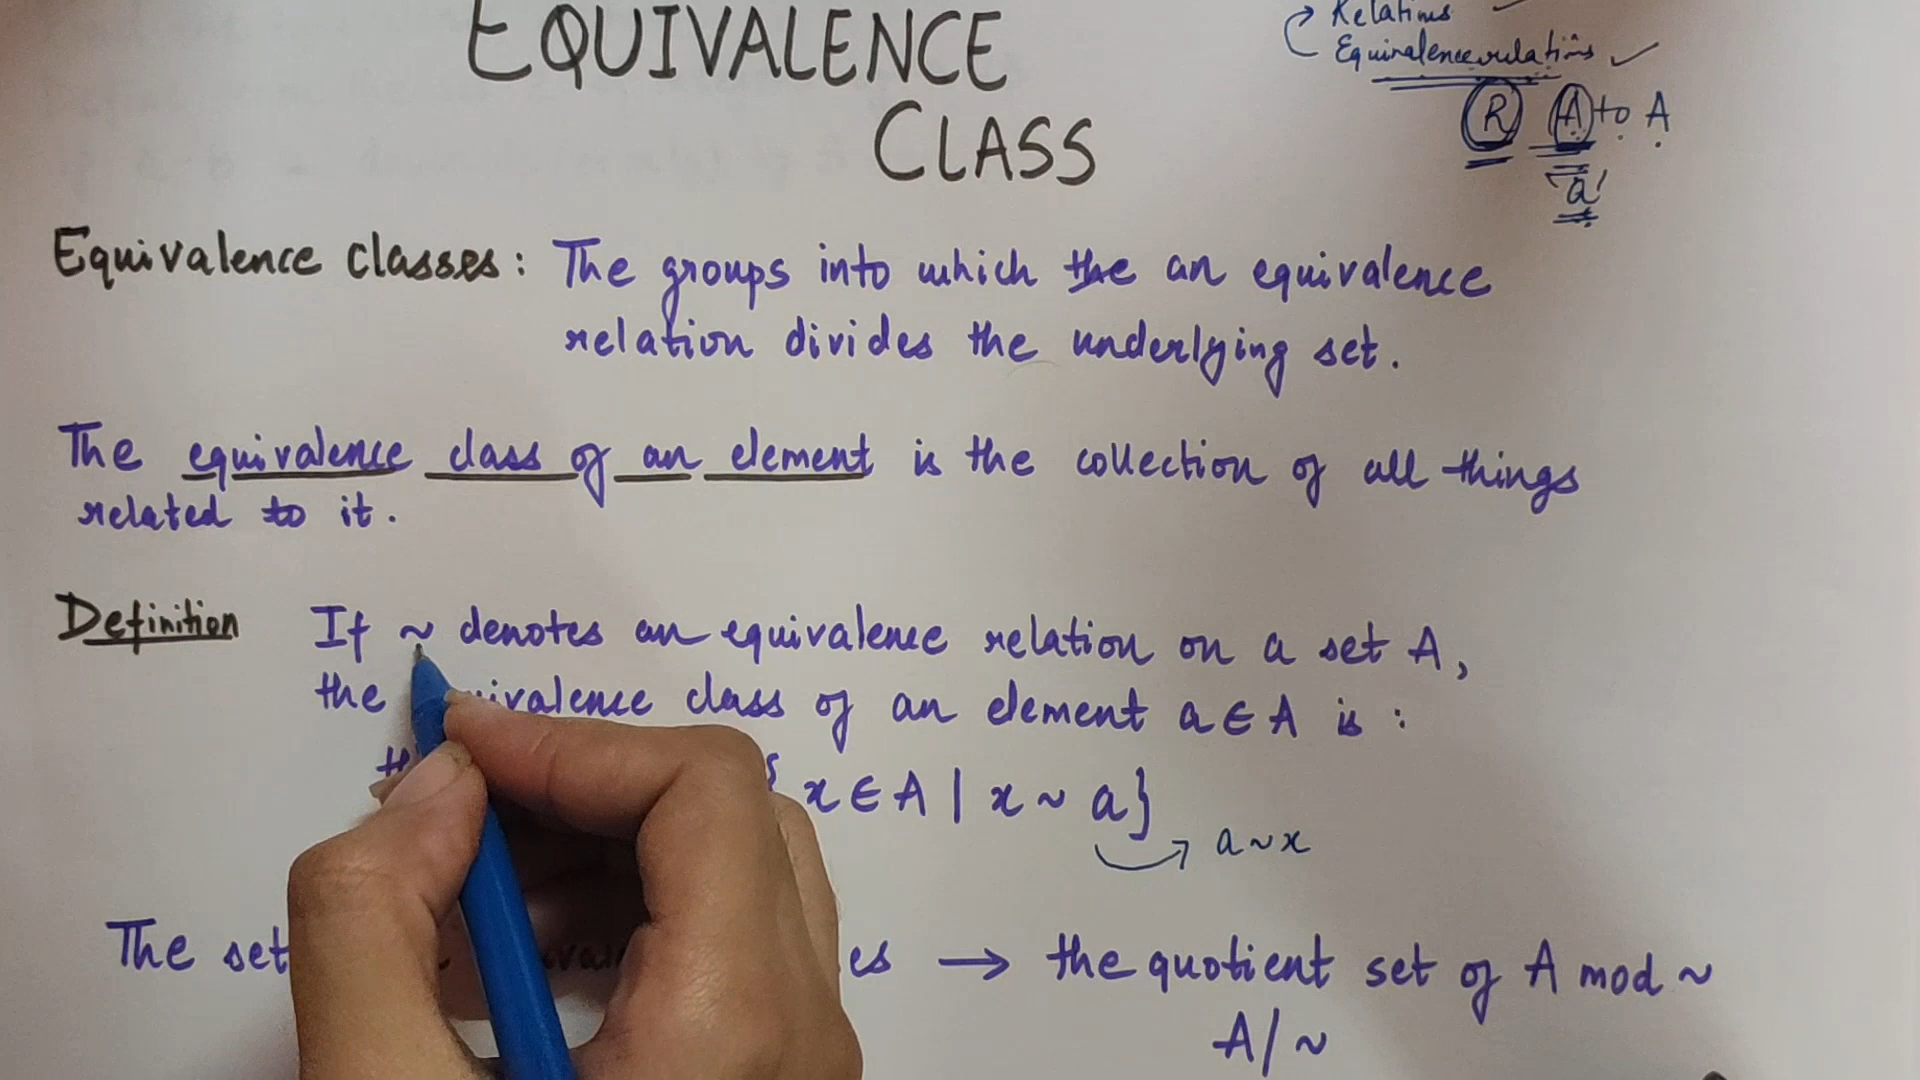 EQUIVALENCE
CLASS
Relations
Equivalence relations ✓
R A to A
a
Equivalence classes: The groups into which the an equivalence
relation divides the underlying set.
The equivalence class of an element is the collection of all things
related to it.
Definition If ~ denotes an equivalence relation on a set A,
the class of an element a ∈ A is :
{ x ∈ A | x ~ a}
a ~ x
The set → the quotient set of A mod ~
A/~